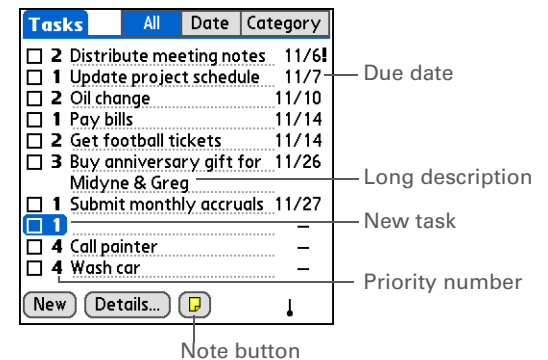 Tasks All Date Category
2 Distribute meeting notes 11/6!
1 Update project schedule 11/7
Due date
2 Oil change 11/10
1 Pay bills 11/14
2 Get football tickets 11/14
3 Buy anniversary gift for 11/26
Midyne & Greg
Long description
1 Submit monthly accruals 11/27
1 –
New task
4 Call painter –
4 Wash car –
Priority number
New Details...
Note button